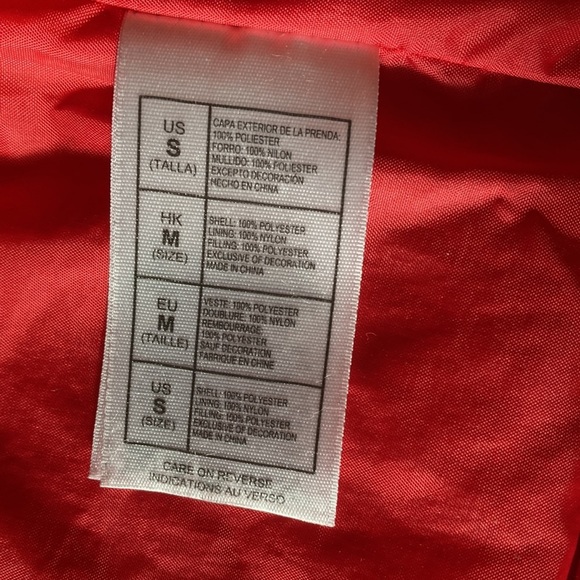 US
S
(TALLA)
CAPA EXTERIOR DE LA PRENDA:
100% POLIESTER
FORRO: 100% NILON
MULLIDO: 100% POLIESTER
EXCEPTO DECORACIÓN
HECHO EN CHINA
HK
M
(SIZE)
SHELL: 100% POLYESTER
LINING: 100% NYLON
FILLING: 100% POLYESTER
EXCLUSIVE OF DECORATION
MADE IN CHINA
EU
M
(TAILLE)
VESTE: 100% POLYESTER
DOUBLURE: 100% NYLON
REMBOURRAGE:
100% POLYESTER
SAUF DECORATION
FABRIQUE EN CHINE
US
S
(SIZE)
SHELL: 100% POLYESTER
LINING: 100% NYLON
FILLING: 100% POLYESTER
EXCLUSIVE OF DECORATION
MADE IN CHINA
CARE ON REVERSE
INDICATIONS AU VERSO